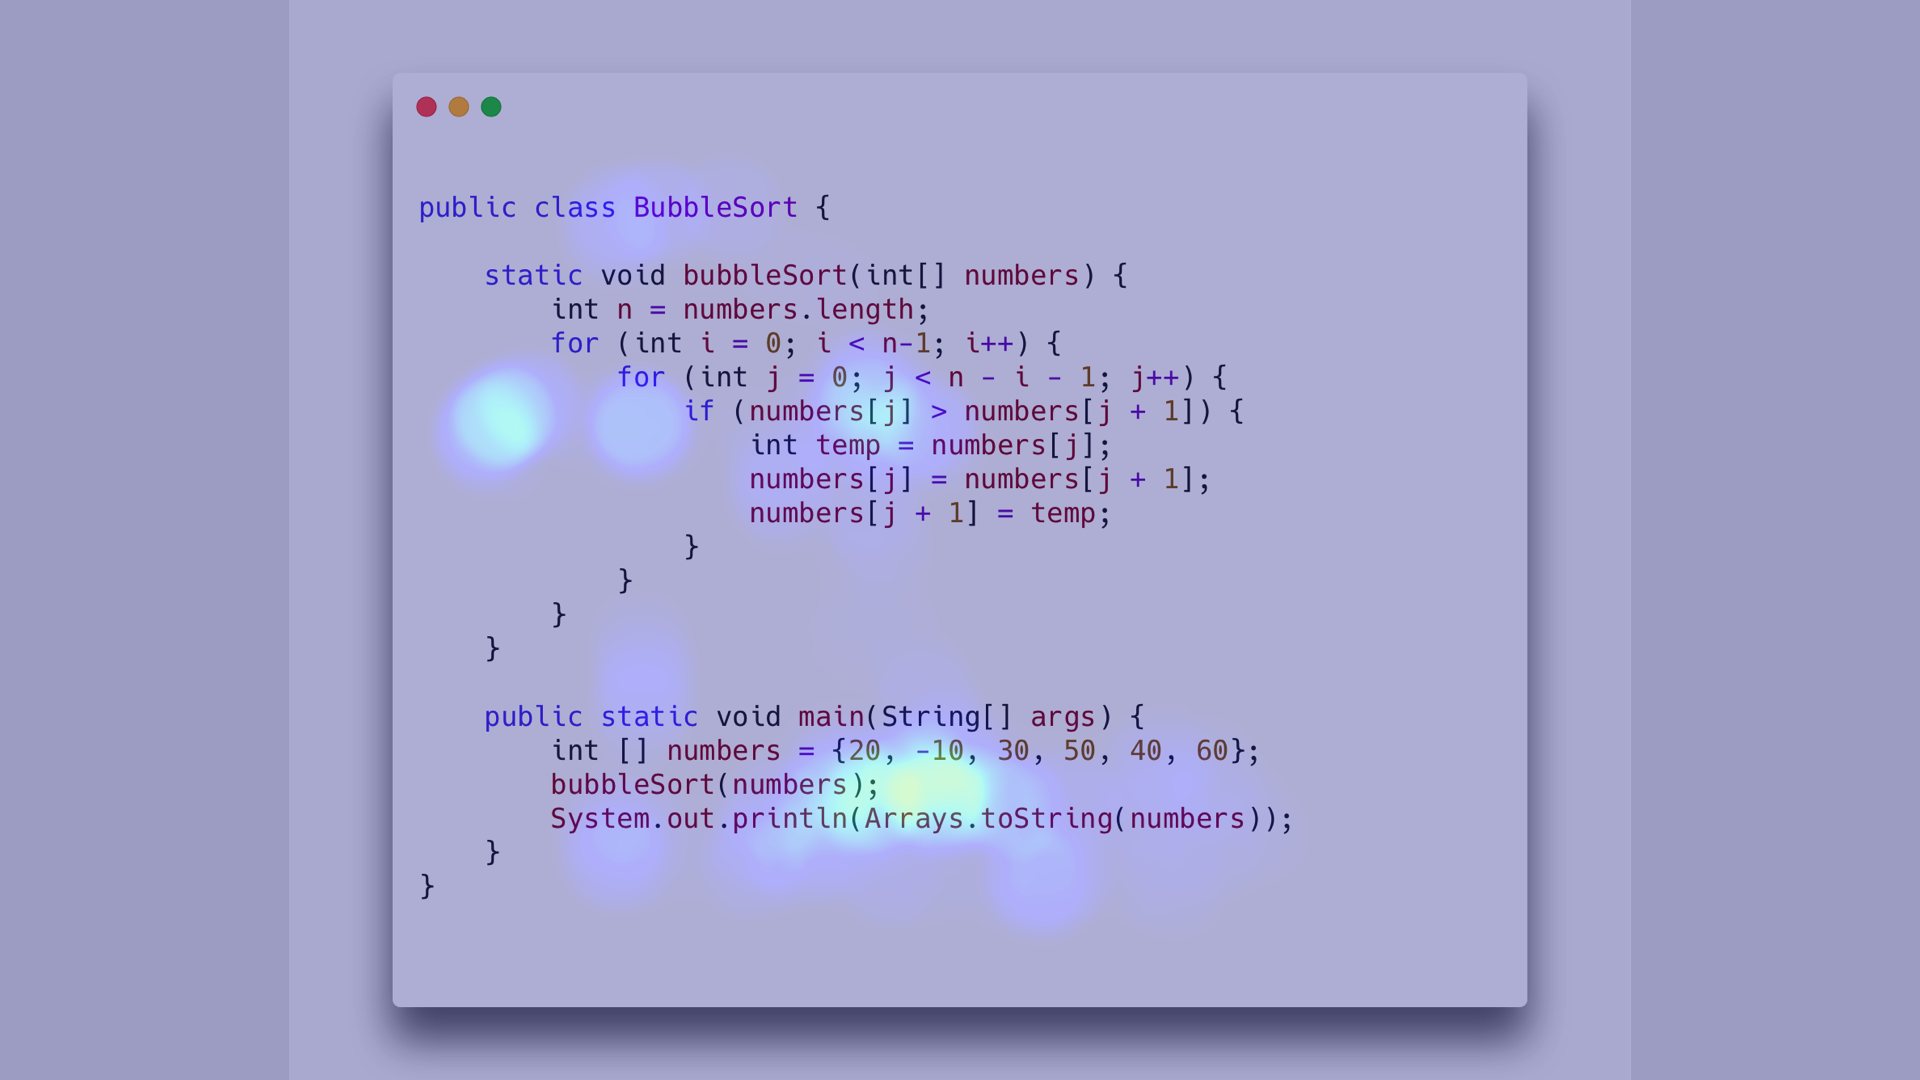 public class BubbleSort {
static void bubbleSort(int[] numbers) {
int n = numbers.length;
for (int i = 0; i < n-1; i++) {
for (int j = 0; j < n - i - 1; j++) {
if (numbers[j] > numbers[j + 1]) {
int temp = numbers[j];
numbers[j] = numbers[j + 1];
numbers[j + 1] = temp;
}
}
}
}
public static void main(String[] args) {
int [] numbers = {20, -10, 30, 50, 40, 60};
bubbleSort(numbers);
System.out.println(Arrays.toString(numbers));
}
}